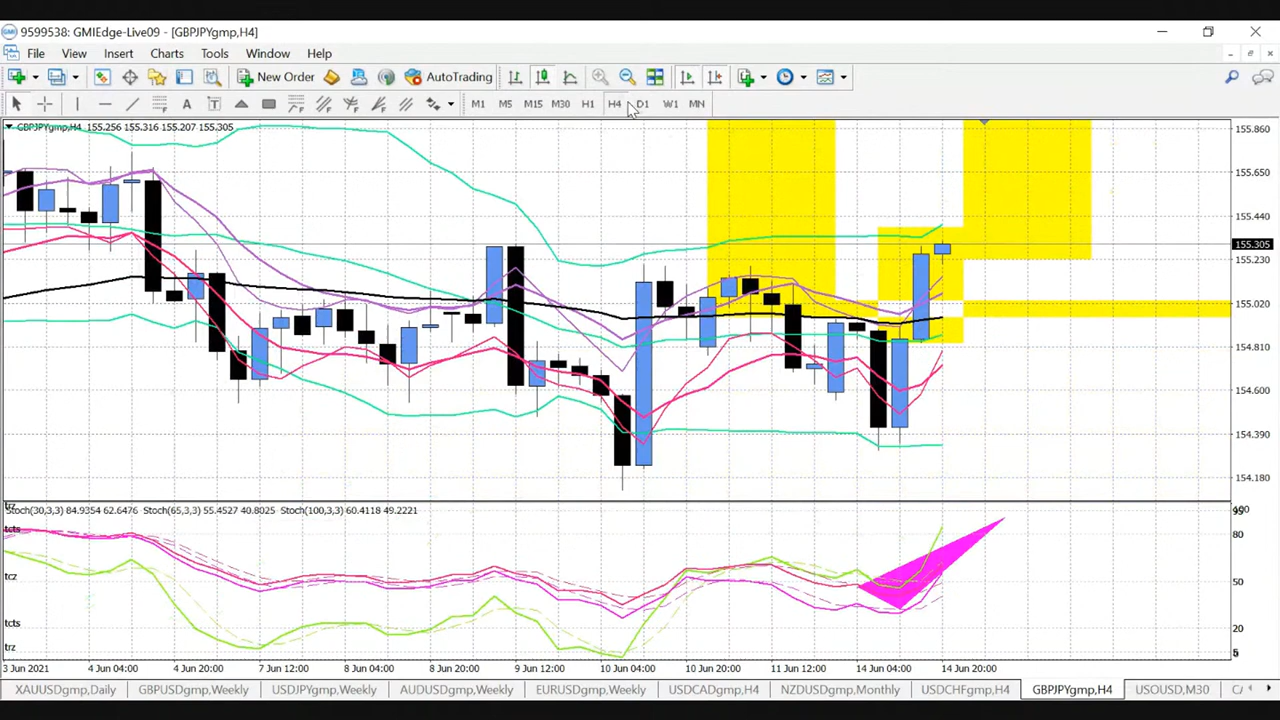 9599538: GMIEdge-Live09 - [GBPJPYgmp,H4]
File View Insert Charts Tools Window Help
New Order AutoTrading
A T M1 M5 M15 M30 H1 H4 D1 W1 MN
GBPJPYgmp,H4 155.256 155.316 155.207 155.305
155.860
155.650
155.440
155.305
155.230
155.020
154.810
154.600
154.390
154.180
trz
Stoch(30,3,3) 84.9354 62.6476 Stoch(65,3,3) 55.4527 40.8025 Stoch(100,3,3) 60.4118 49.2221
tcts 80
tcz 50
tcts 20
trz
3 Jun 2021 4 Jun 04:00 4 Jun 20:00 7 Jun 12:00 8 Jun 04:00 8 Jun 20:00 9 Jun 12:00 10 Jun 04:00 10 Jun 20:00 11 Jun 12:00 14 Jun 04:00 14 Jun 20:00
XAUUSDgmp,Daily GBPUSDgmp,Weekly USDJPYgmp,Weekly AUDUSDgmp,Weekly EURUSDgmp,Weekly USDCADgmp,H4 NZDUSDgmp,Monthly USDCHFgmp,H4 GBPJPYgmp,H4 USOUSD,M30